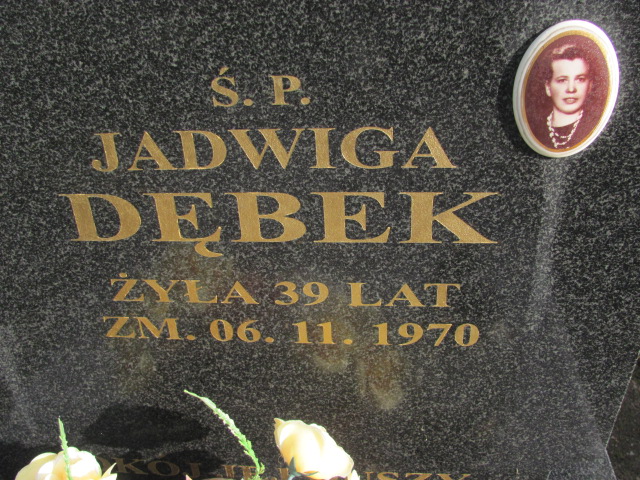 Ś. P.
JADWIGA
DĘBEK
ŻYŁA 39 LAT
ZM. 06. 11. 1970